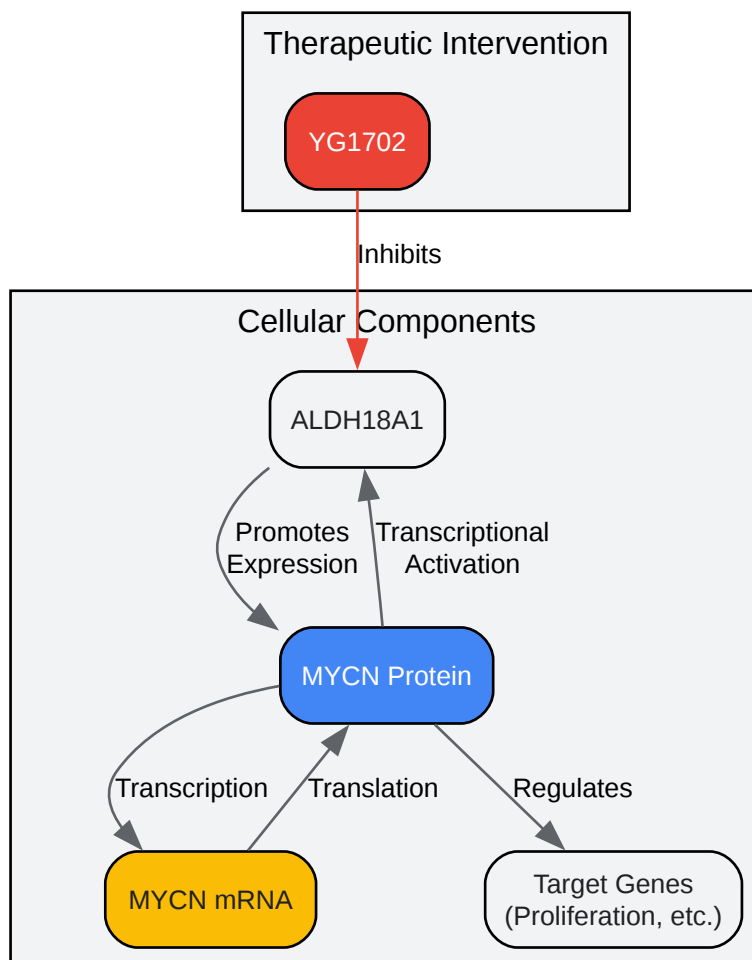 Therapeutic Intervention
YG1702
Inhibits
Cellular Components
ALDH18A1
Promotes
Expression
Transcriptional
Activation
MYCN Protein
Transcription
Translation
Regulates
MYCN mRNA
Target Genes
(Proliferation, etc.)